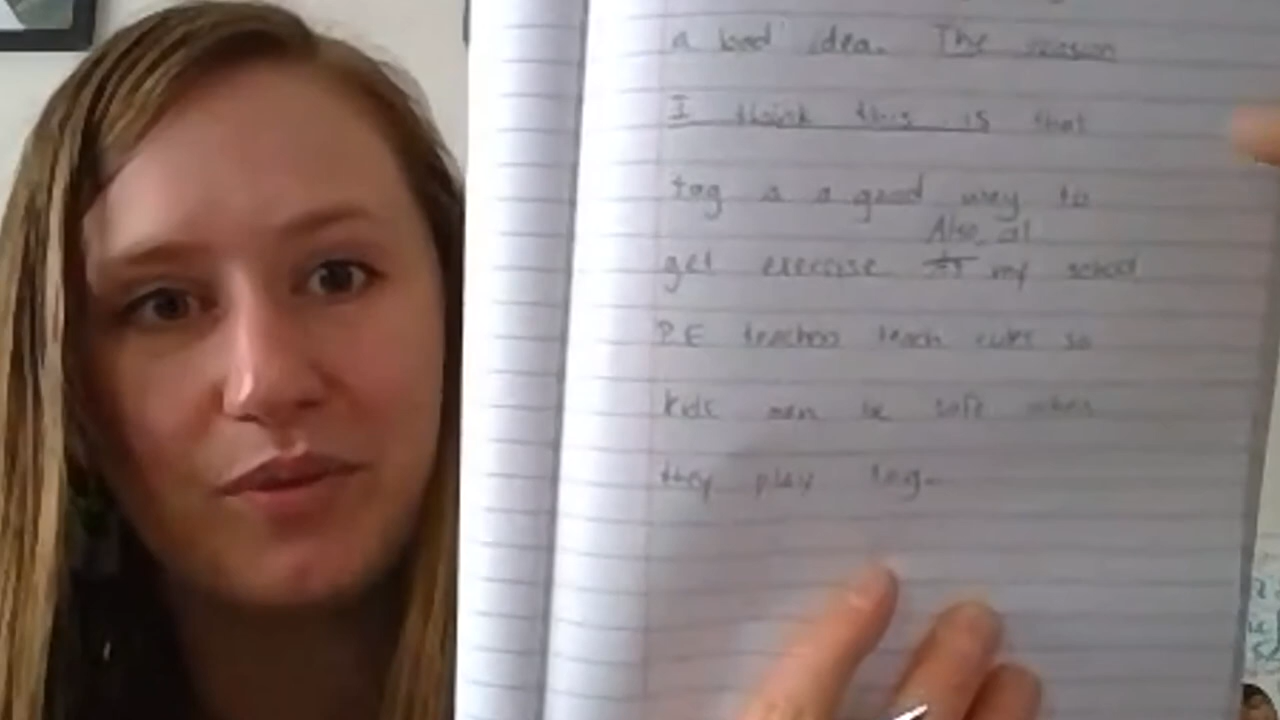 a bad idea. The reason
I think this is that
tag is a good way to
Also, at
get exercise my school
P.E teachers teach rules so
kids can be safe when
they play tag.